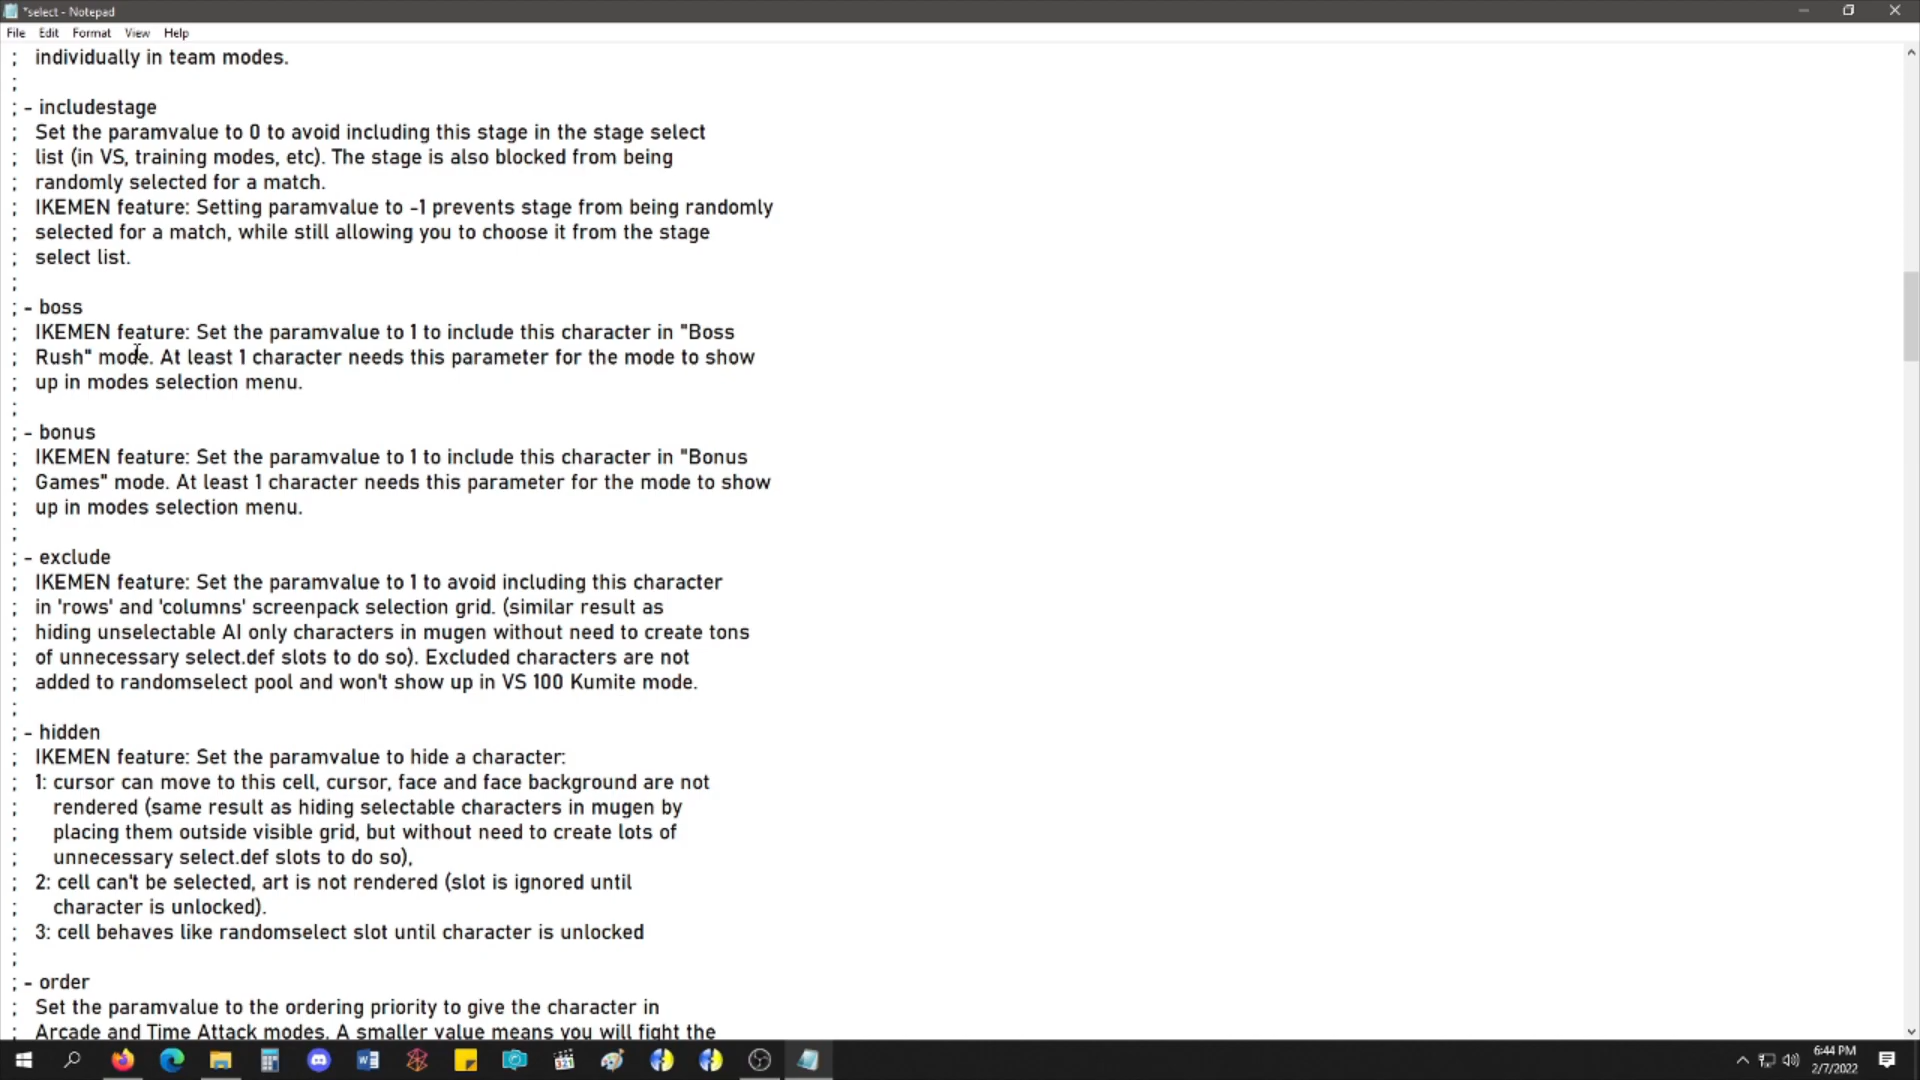 *select - Notepad
File Edit Format View Help
;   individually in team modes.
;
; - includestage
;   Set the paramvalue to 0 to avoid including this stage in the stage select
;   list (in VS, training modes, etc). The stage is also blocked from being
;   randomly selected for a match.
;   IKEMEN feature: Setting paramvalue to -1 prevents stage from being randomly
;   selected for a match, while still allowing you to choose it from the stage
;   select list.
;
; - boss
;   IKEMEN feature: Set the paramvalue to 1 to include this character in "Boss
;   Rush" mode. At least 1 character needs this parameter for the mode to show
;   up in modes selection menu.
;
; - bonus
;   IKEMEN feature: Set the paramvalue to 1 to include this character in "Bonus
;   Games" mode. At least 1 character needs this parameter for the mode to show
;   up in modes selection menu.
;
; - exclude
;   IKEMEN feature: Set the paramvalue to 1 to avoid including this character
;   in 'rows' and 'columns' screenpack selection grid. (similar result as
;   hiding unselectable AI only characters in mugen without need to create tons
;   of unnecessary select.def slots to do so). Excluded characters are not
;   added to randomselect pool and won't show up in VS 100 Kumite mode.
;
; - hidden
;   IKEMEN feature: Set the paramvalue to hide a character:
;   1: cursor can move to this cell, cursor, face and face background are not
;      rendered (same result as hiding selectable characters in mugen by
;      placing them outside visible grid, but without need to create lots of
;      unnecessary select.def slots to do so),
;   2: cell can't be selected, art is not rendered (slot is ignored until
;      character is unlocked).
;   3: cell behaves like randomselect slot until character is unlocked
;
; - order
;   Set the paramvalue to the ordering priority to give the character in
;   Arcade and Time Attack modes. A smaller value means you will fight the
6:44 PM
2/7/2022